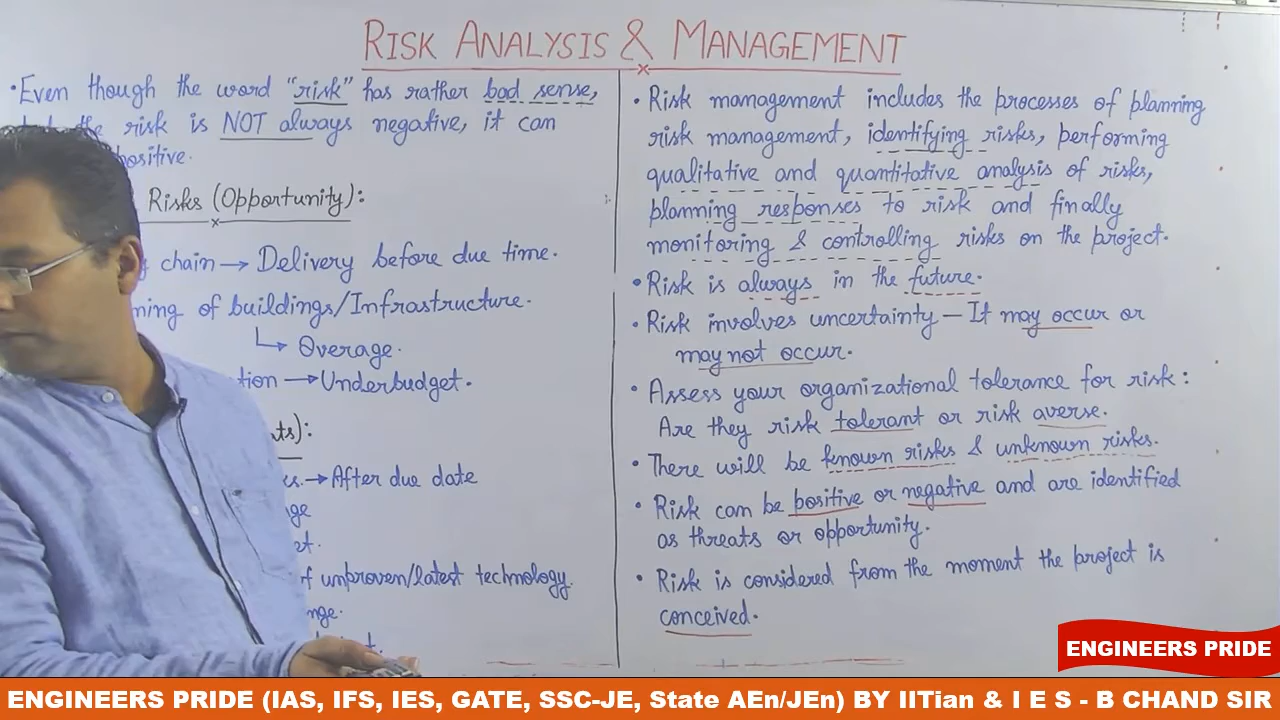 RISK ANALYSIS & MANAGEMENT
• Even though the word "risk" has rather bad sense,
the risk is NOT always negative, it can
positive.
Risks (Opportunity):
chain → Delivery before due time.
of buildings/Infrastructure.
↳ Overage.
→ Underbudget.
→ After due date
unproven/latest technology.
• Risk management includes the processes of planning
risk management, identifying risks, performing
qualitative and quantitative analysis of risks,
planning responses to risk and finally
monitoring & controlling risks on the project.
• Risk is always in the future.
• Risk involves uncertainty – It may occur or
may not occur.
• Assess your organizational tolerance for risk:
Are they risk tolerant or risk averse.
• There will be known risks & unknown risks.
• Risk can be positive or negative and are identified
as threats or opportunity.
• Risk is considered from the moment the project is
conceived.
ENGINEERS PRIDE
ENGINEERS PRIDE (IAS, IFS, IES, GATE, SSC-JE, State AEn/JEn) BY IITian & I E S - B CHAND SIR